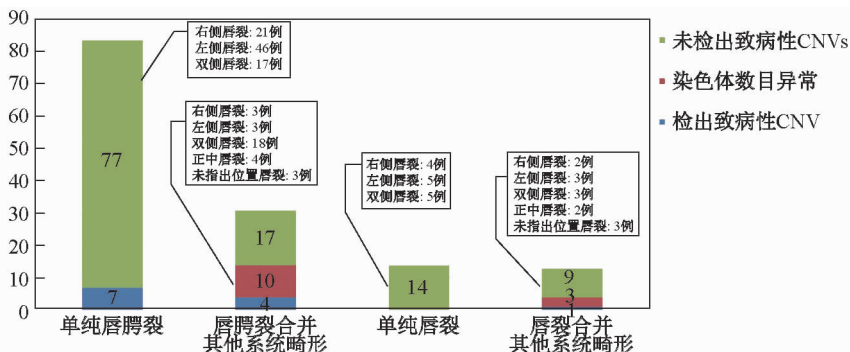 90
80
70
60
50
40
30
20
10
0
右侧唇裂: 21例
左侧唇裂: 46例
双侧唇裂: 17例
77
7
单纯唇腭裂
右侧唇裂: 3例
左侧唇裂: 3例
双侧唇裂: 18例
正中唇裂: 4例
未指出位置唇裂: 3例
17
10
4
唇腭裂合并
其他系统畸形
右侧唇裂: 4例
左侧唇裂: 5例
双侧唇裂: 5例
14
单纯唇裂
右侧唇裂: 2例
左侧唇裂: 3例
双侧唇裂: 3例
正中唇裂: 2例
未指出位置唇裂: 3例
9
3
1
唇裂合并
其他系统畸形
未检出致病性CNVs
染色体数目异常
检出致病性CNV